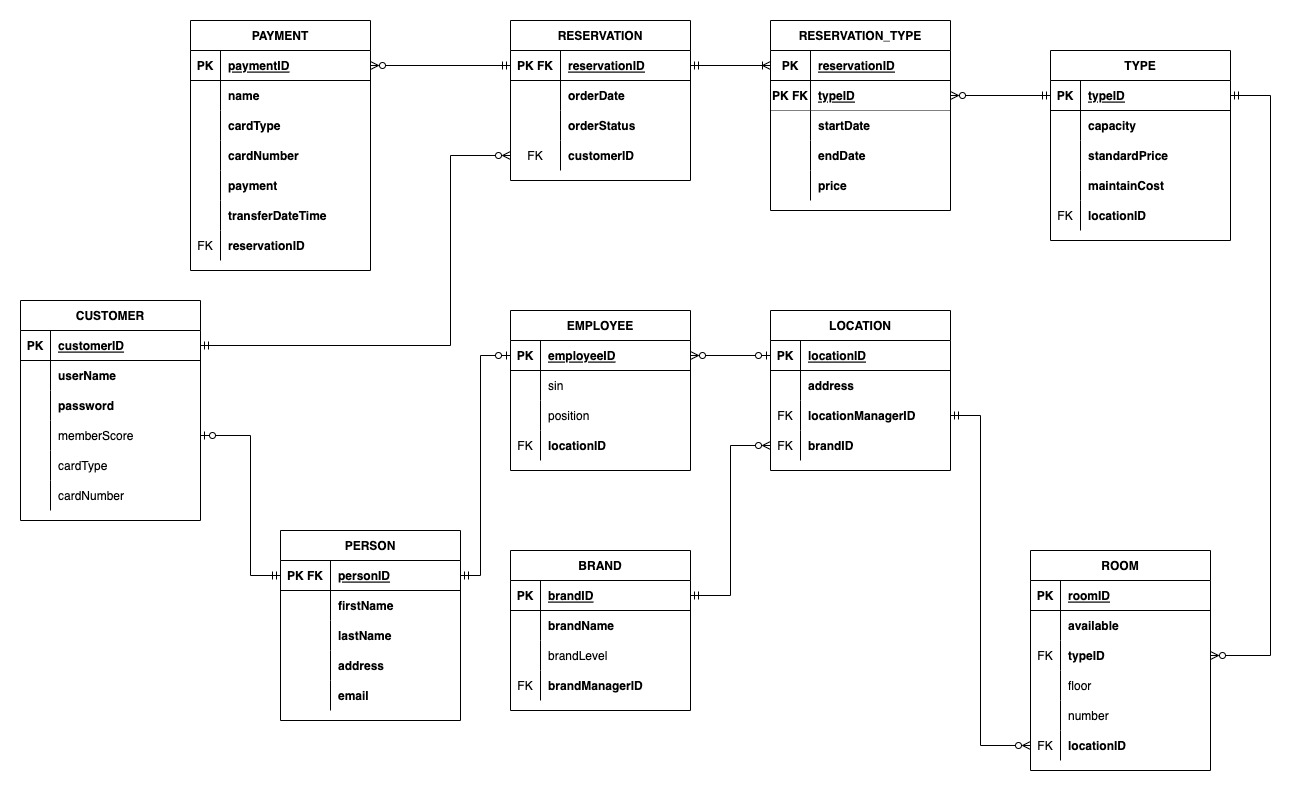 PAYMENT
PK paymentID
name
cardType
cardNumber
payment
transferDateTime
FK reservationID
RESERVATION
PK FK reservationID
orderDate
orderStatus
FK customerID
RESERVATION_TYPE
PK reservationID
PK FK typeID
startDate
endDate
price
TYPE
PK typeID
capacity
standardPrice
maintainCost
FK locationID
CUSTOMER
PK customerID
userName
password
memberScore
cardType
cardNumber
EMPLOYEE
PK employeeID
sin
position
FK locationID
LOCATION
PK locationID
address
FK locationManagerID
FK brandID
PERSON
PK FK personID
firstName
lastName
address
email
BRAND
PK brandID
brandName
brandLevel
FK brandManagerID
ROOM
PK roomID
available
FK typeID
floor
number
FK locationID